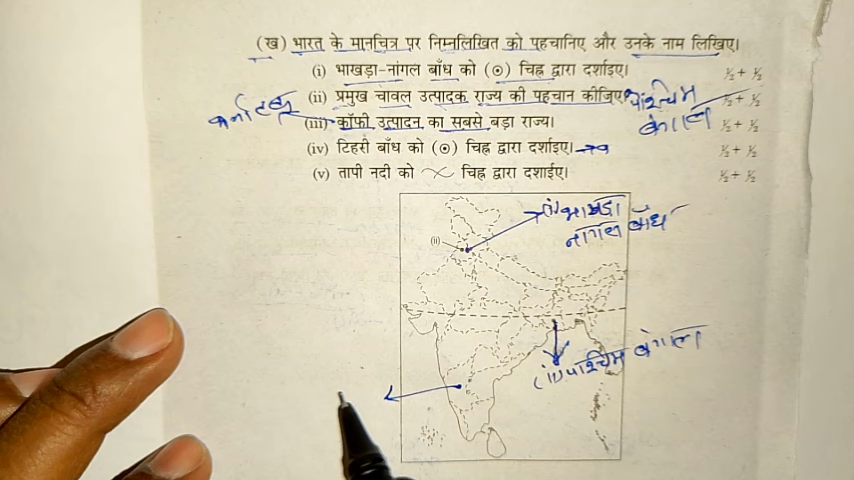 (ख) भारत के मानचित्र पर निम्नलिखित को पहचानिए और उनके नाम लिखिए।
(i) भाखड़ा-नांगल बाँध को (⊙) चिह्न द्वारा दर्शाइए। ½ + ½
(ii) प्रमुख चावल उत्पादक राज्य की पहचान कीजिए। पश्चिम बंगाल ½ + ½
कर्नाटक (iii) कॉफी उत्पादन का सबसे बड़ा राज्य। ½ + ½
(iv) टिहरी बाँध को (⊙) चिह्न द्वारा दर्शाइए। ½ + ½
(v) तापी नदी को चिह्न द्वारा दर्शाईए। ½ + ½
(i) भाखड़ा
नागल बाँध
(ii)
(ii) पश्चिम बंगाल